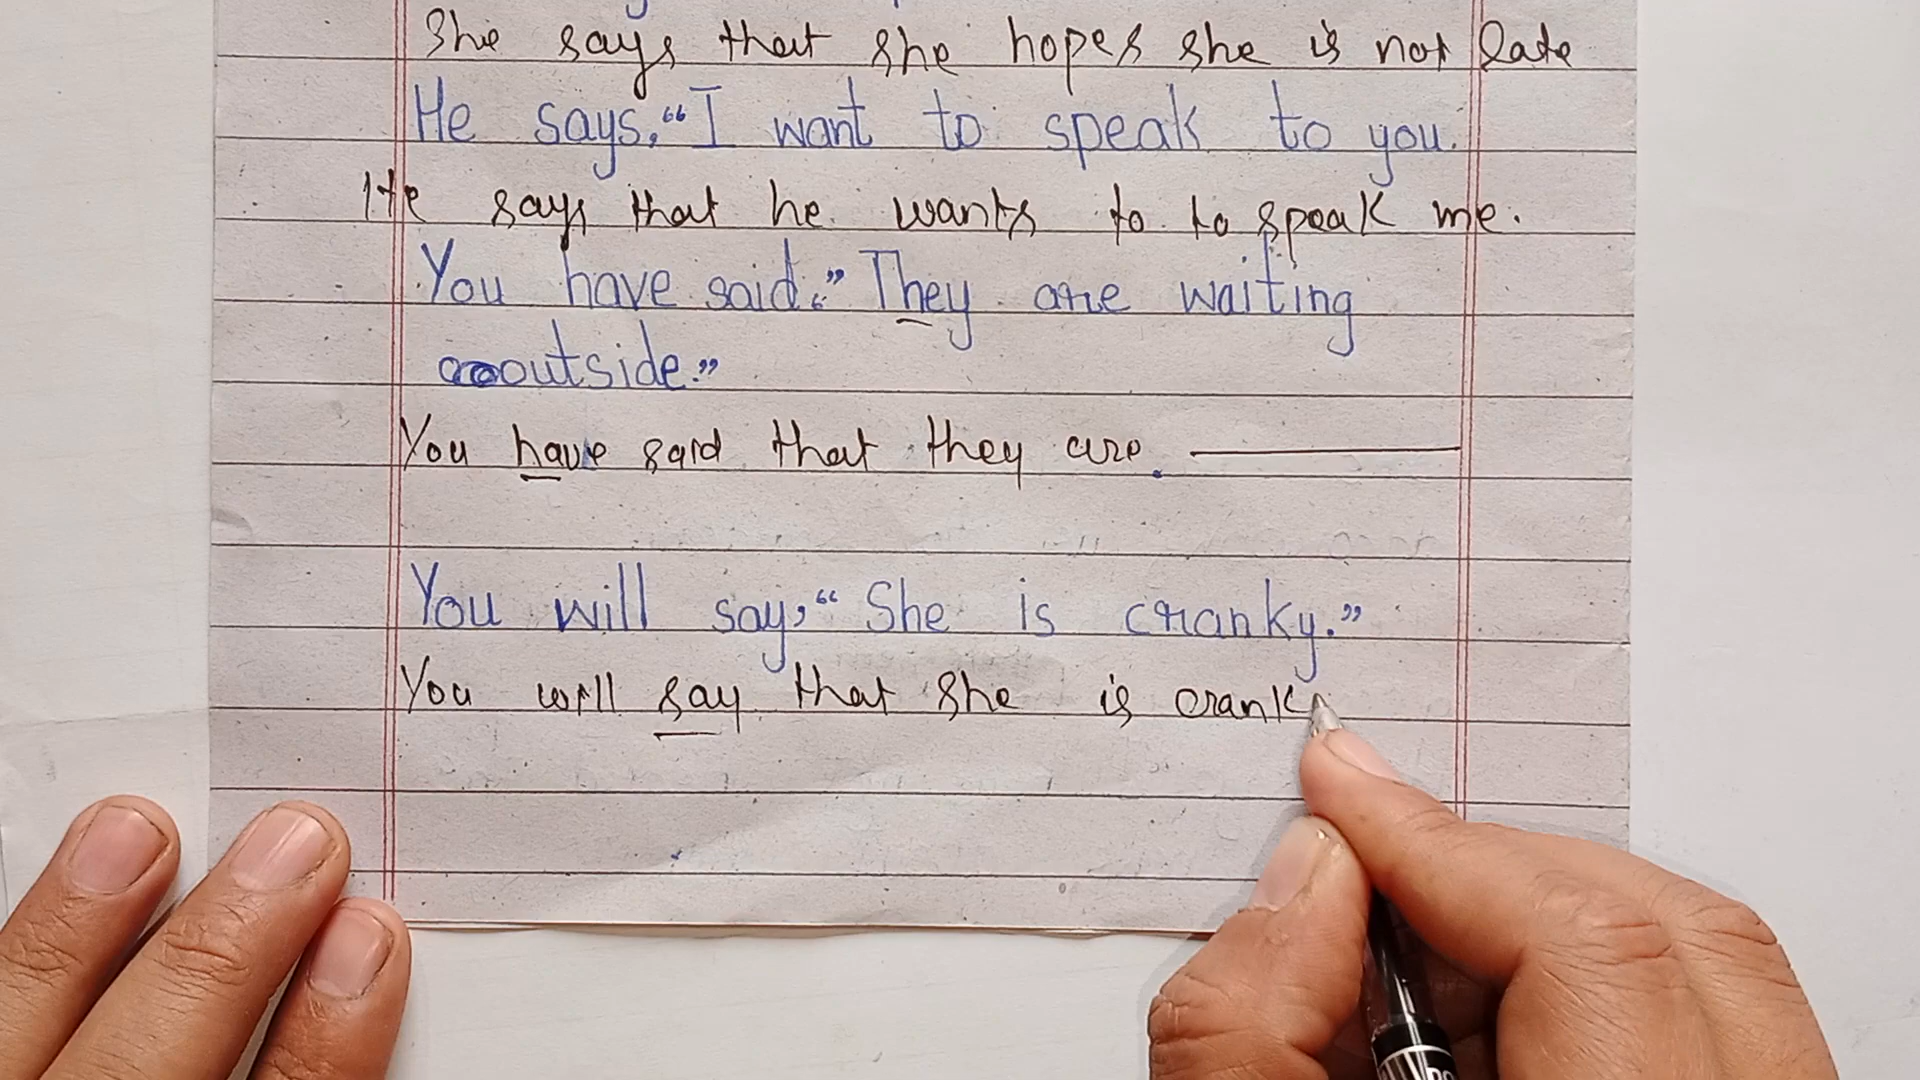 She says that she hopes she is not late
He says, “I want to speak to you.
He says that he wants to to speak me.
You have said, “” They are waiting
outside.”
You have said that they are.
You will say, “She is cranky.”
You will say that she is crank